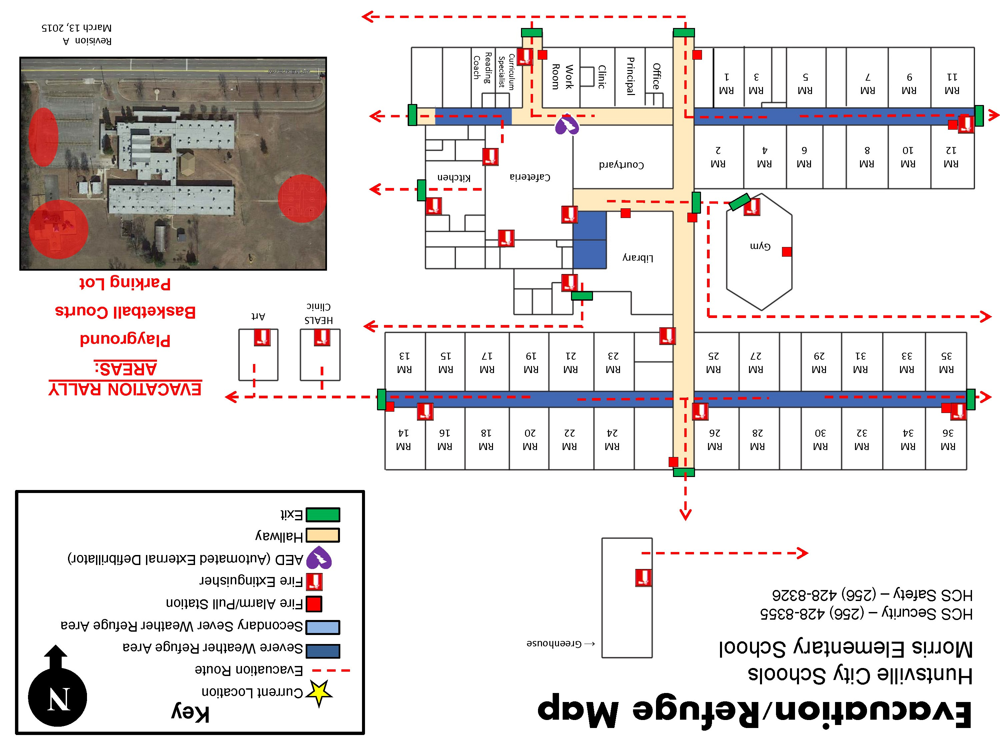 Evacuation/Refuge Map
Huntsville City Schools
Morris Elementary School
HCS Security – (256) 428-8355
HCS Safety – (256) 428-8326
←Greenhouse
Key
Current Location
Evacuation Route
Severe Weather Refuge Area
Secondary Sever Weather Refuge Area
Fire Alarm/Pull Station
Fire Extinguisher
AED (Automated External Defibrillator)
Hallway
Exit
N
RM
36
RM
34
RM
32
RM
30
RM
28
RM
26
RM
24
RM
22
RM
20
RM
18
RM
16
RM
14
RM
35
RM
33
RM
31
RM
29
RM
27
RM
25
RM
23
RM
21
RM
19
RM
17
RM
15
RM
13
HEALS
Clinic
Art
EVACATION RALLY
AREAS:
Playground
Basketball Courts
Parking Lot
Gym
Library
Cafeteria
Kitchen
Courtyard
RM
12
RM
10
RM
8
RM
6
RM
4
RM
2
RM
11
RM
9
RM
7
RM
5
RM
3
RM
1
Office
Principal
Clinic
Work
Room
Curriculum
Specialist
Reading
Coach
Bob Wallace Ave SW
Revision A
March 13, 2015